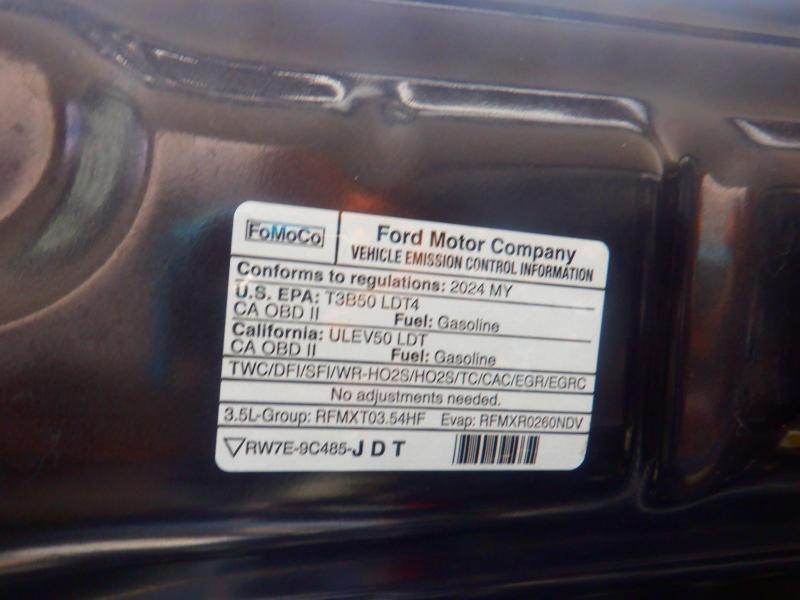 FoMoCo
Ford Motor Company
VEHICLE EMISSION CONTROL INFORMATION
Conforms to regulations: 2024 MY
U.S. EPA: T3B50 LDT4
CA OBD II Fuel: Gasoline
California: ULEV50 LDT
CA OBD II Fuel: Gasoline
TWC/DFI/SFI/WR-HO2S/HO2S/TC/CAC/EGR/EGRC
No adjustments needed.
3.5L-Group: RFMXT03.54HF Evap: RFMXR0260NDV
RW7E-9C485-JDT